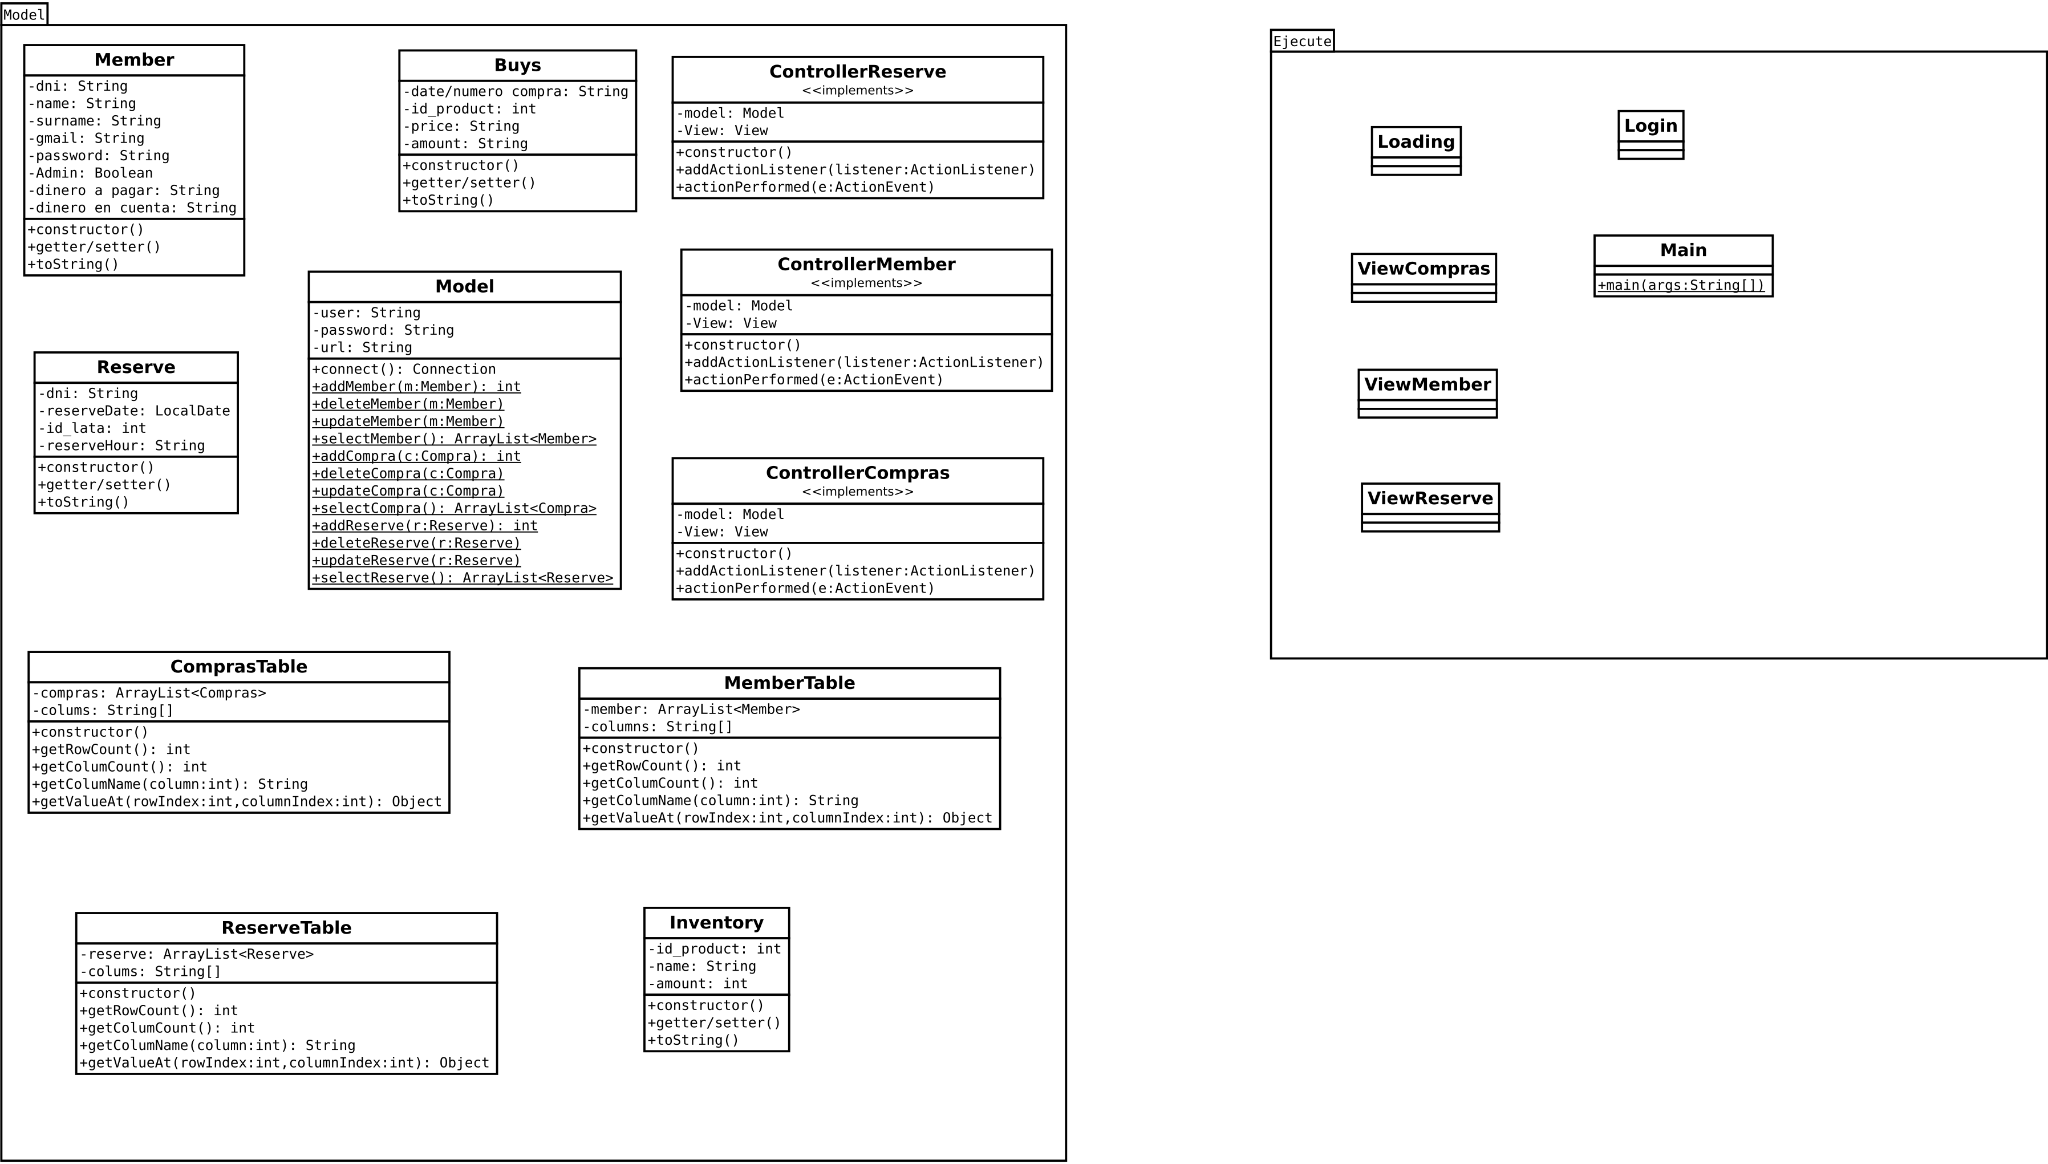 Model
Member
-dni: String
-name: String
-surname: String
-gmail: String
-password: String
-Admin: Boolean
-dinero a pagar: String
-dinero en cuenta: String
+constructor()
+getter/setter()
+toString()
Buys
-date/numero compra: String
-id_product: int
-price: String
-amount: String
+constructor()
+getter/setter()
+toString()
ControllerReserve
<<implements>>
-model: Model
-View: View
+constructor()
+addActionListener(listener:ActionListener)
+actionPerformed(e:ActionEvent)
Reserve
-dni: String
-reserveDate: LocalDate
-id_lata: int
-reserveHour: String
+constructor()
+getter/setter()
+toString()
Model
-user: String
-password: String
-url: String
+connect(): Connection
+addMember(m:Member): int
+deleteMember(m:Member)
+updateMember(m:Member)
+selectMember(): ArrayList<Member>
+addCompra(c:Compra): int
+deleteCompra(c:Compra)
+updateCompra(c:Compra)
+selectCompra(): ArrayList<Compra>
+addReserve(r:Reserve): int
+deleteReserve(r:Reserve)
+updateReserve(r:Reserve)
+selectReserve(): ArrayList<Reserve>
ControllerMember
<<implements>>
-model: Model
-View: View
+constructor()
+addActionListener(listener:ActionListener)
+actionPerformed(e:ActionEvent)
ControllerCompras
<<implements>>
-model: Model
-View: View
+constructor()
+addActionListener(listener:ActionListener)
+actionPerformed(e:ActionEvent)
ComprasTable
-compras: ArrayList<Compras>
-colums: String[]
+constructor()
+getRowCount(): int
+getColumCount(): int
+getColumName(column:int): String
+getValueAt(rowIndex:int,columnIndex:int): Object
MemberTable
-member: ArrayList<Member>
-columns: String[]
+constructor()
+getRowCount(): int
+getColumCount(): int
+getColumName(column:int): String
+getValueAt(rowIndex:int,columnIndex:int): Object
ReserveTable
-reserve: ArrayList<Reserve>
-colums: String[]
+constructor()
+getRowCount(): int
+getColumCount(): int
+getColumName(column:int): String
+getValueAt(rowIndex:int,columnIndex:int): Object
Inventory
-id_product: int
-name: String
-amount: int
+constructor()
+getter/setter()
+toString()
Ejecute
Loading
Login
ViewCompras
Main
+main(args:String[])
ViewMember
ViewReserve